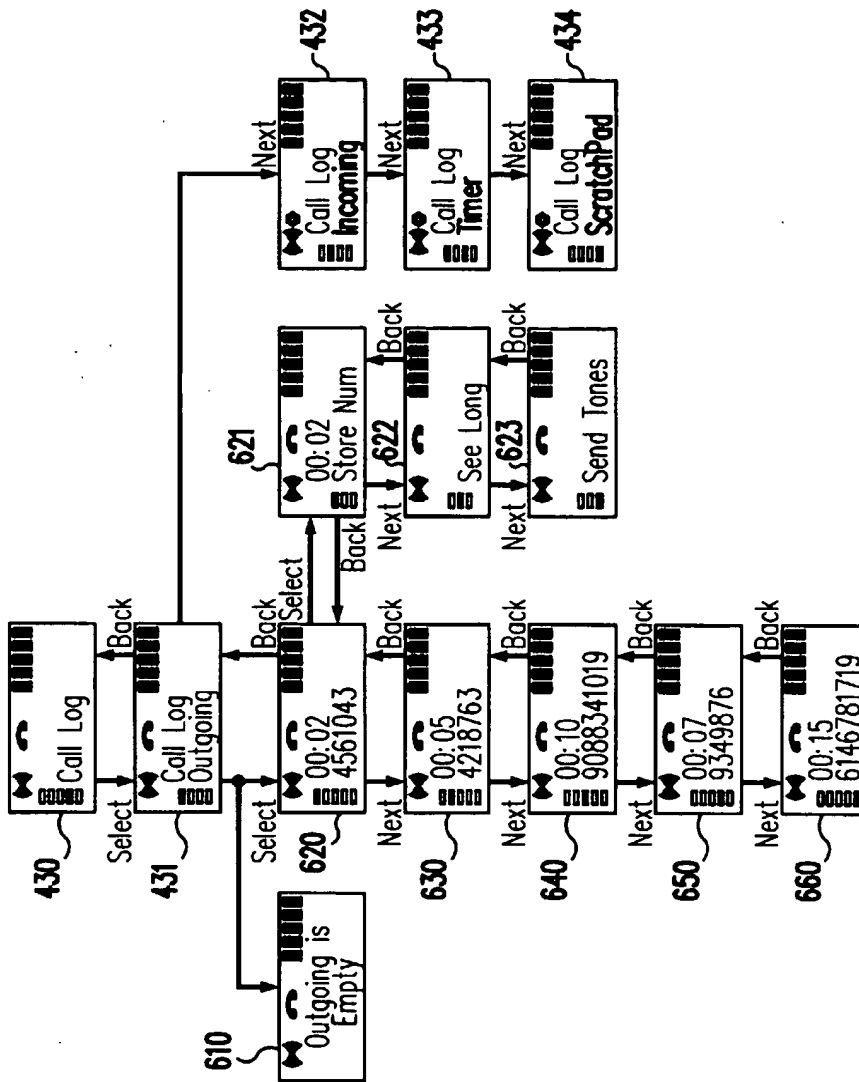 430
Call Log
Select
Back
431
Call Log
Outgoing
Next
610
Outgoing is
Empty
Select
Back
620
00:02
4561043
Select
Back
621
00:02
Store Num
Next
Back
622
See Long
Next
Back
623
Send Tones
432
Call Log
Incoming
Next
433
Call Log
Timer
Next
434
Call Log
ScratchPad
Next
Back
630
00:05
4218763
Next
Back
640
00:10
9088341019
Next
Back
650
00:07
9349876
Next
Back
660
00:15
6146781719